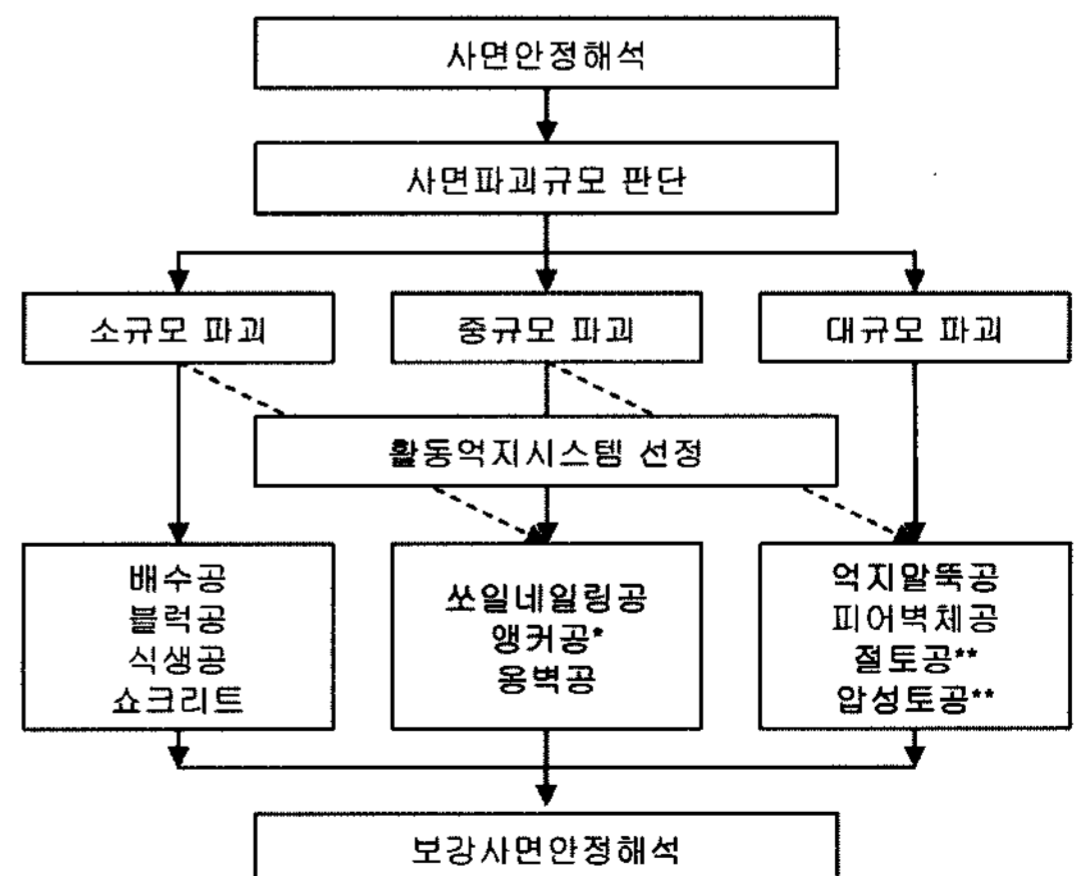 사면안정해석
사면파괴규모 판단
소규모 파괴
중규모 파괴
대규모 파괴
활동억지시스템 선정
배수공
블럭공
식생공
쇼크리트
쏘일네일링공
앵커공*
옹벽공
억지말뚝공
피어벽체공
절토공**
압성토공**
보강사면안정해석